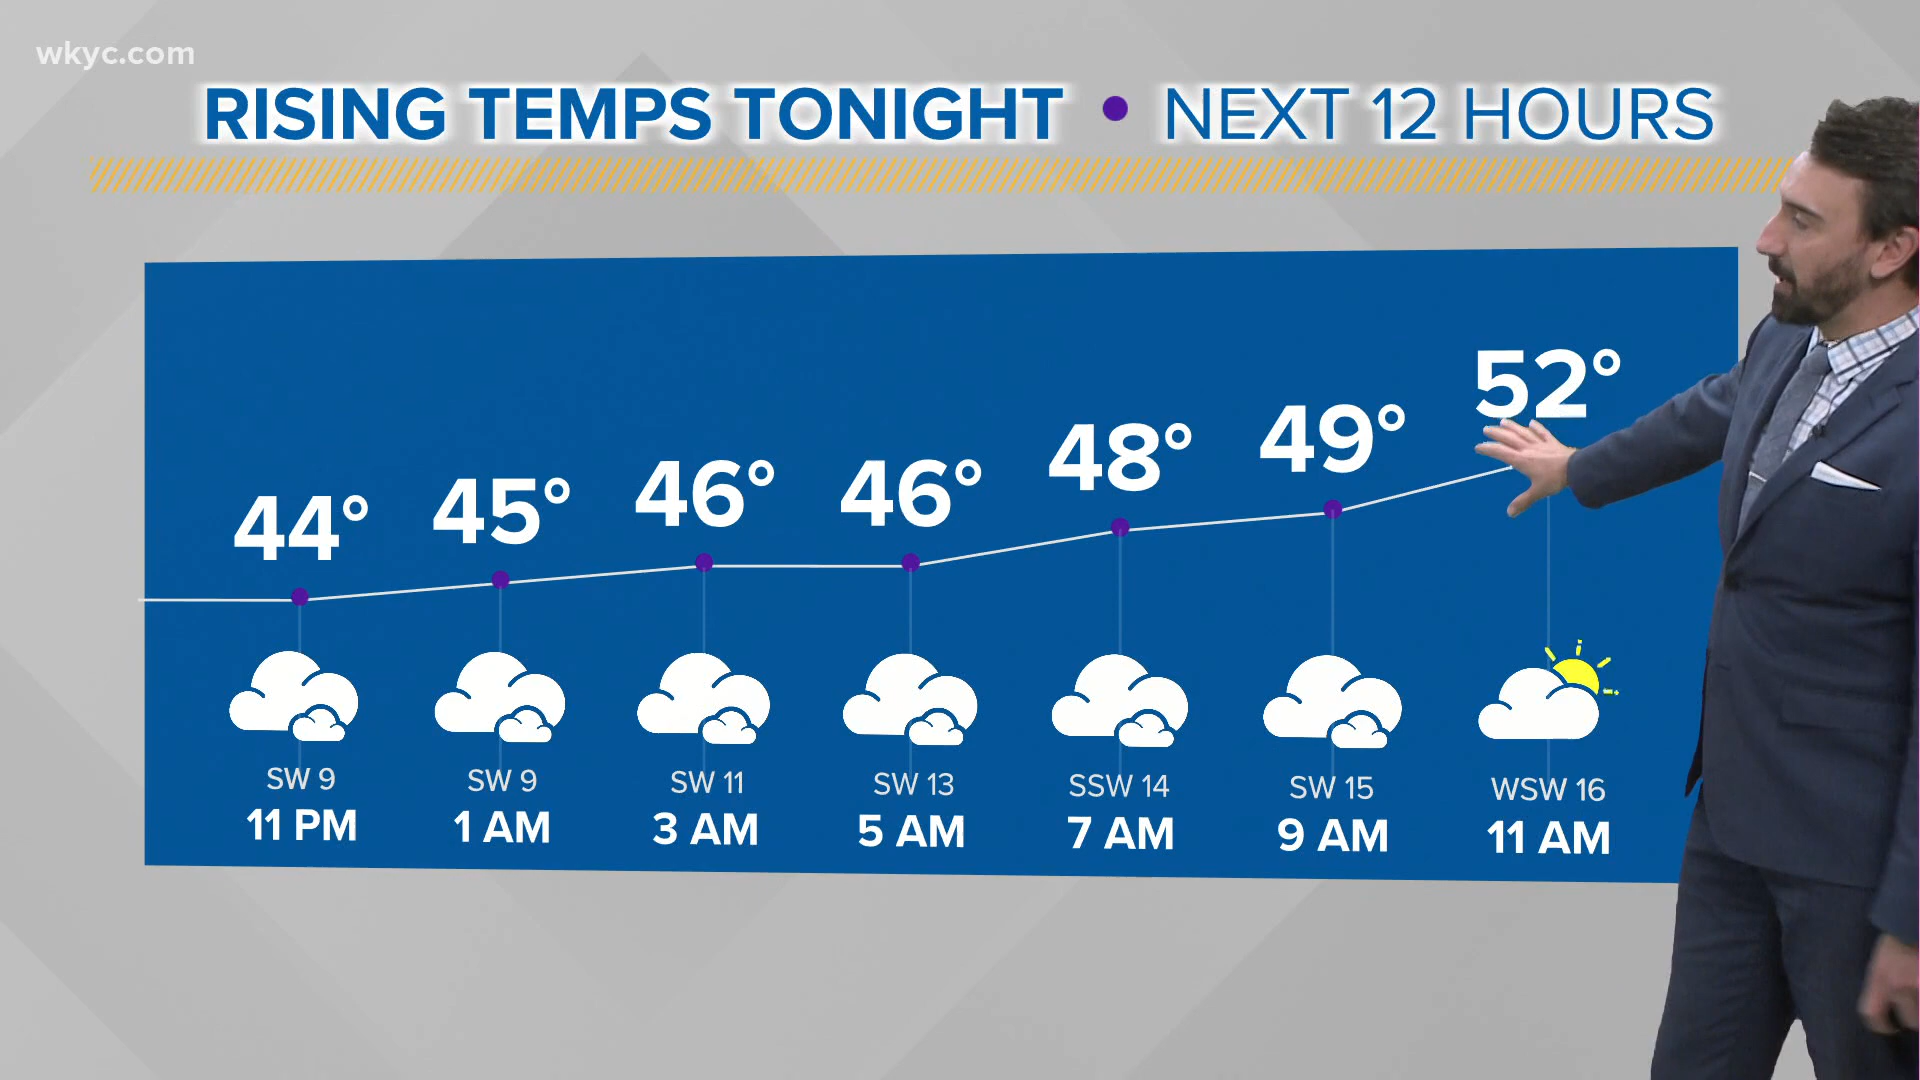 wkyc.com
RISING TEMPS TONIGHT • NEXT 12 HOURS
44° 45° 46° 46° 48° 49° 52°
SW 9 SW 9 SW 11 SW 13 SSW 14 SW 15 WSW 16
11 PM 1 AM 3 AM 5 AM 7 AM 9 AM 11 AM